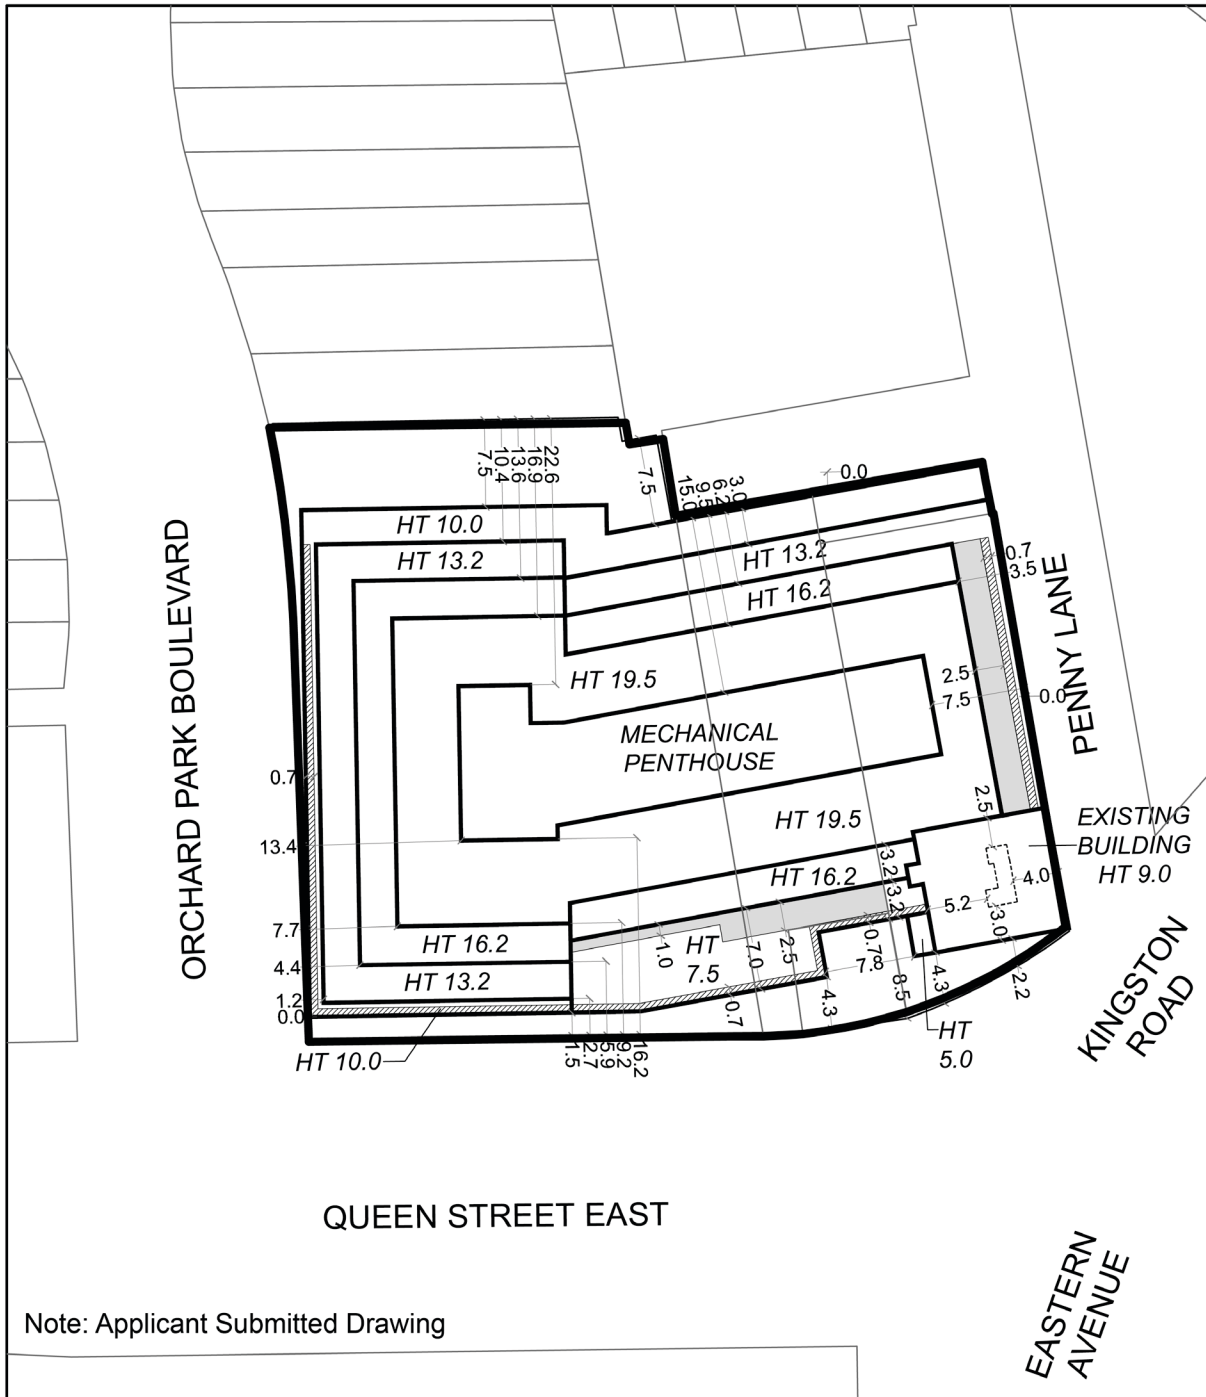 7.5
10.4
13.6
16.9
22.6
7.5
15.0
9.5
6.2
3.0
0.0
HT 10.0
HT 13.2
HT 13.2
HT 16.2
0.7
3.5
HT 19.5
2.5
7.5
0.0
ORCHARD PARK BOULEVARD
PENNY LANE
MECHANICAL
PENTHOUSE
0.7
13.4
HT 19.5
2.5
EXISTING
BUILDING
HT 9.0
3.2
3.2
HT 16.2
4.0
5.2
3.0
7.7
HT 16.2
1.0
HT
7.5
7.0
2.5
0.7
7.8
8.5
4.3
2.2
4.4
HT 13.2
1.2
0.0
0.7
4.3
HT 10.0
1.5
2.7
5.9
9.2
16.2
HT
5.0
KINGSTON
ROAD
QUEEN STREET EAST
EASTERN
AVENUE
Note: Applicant Submitted Drawing